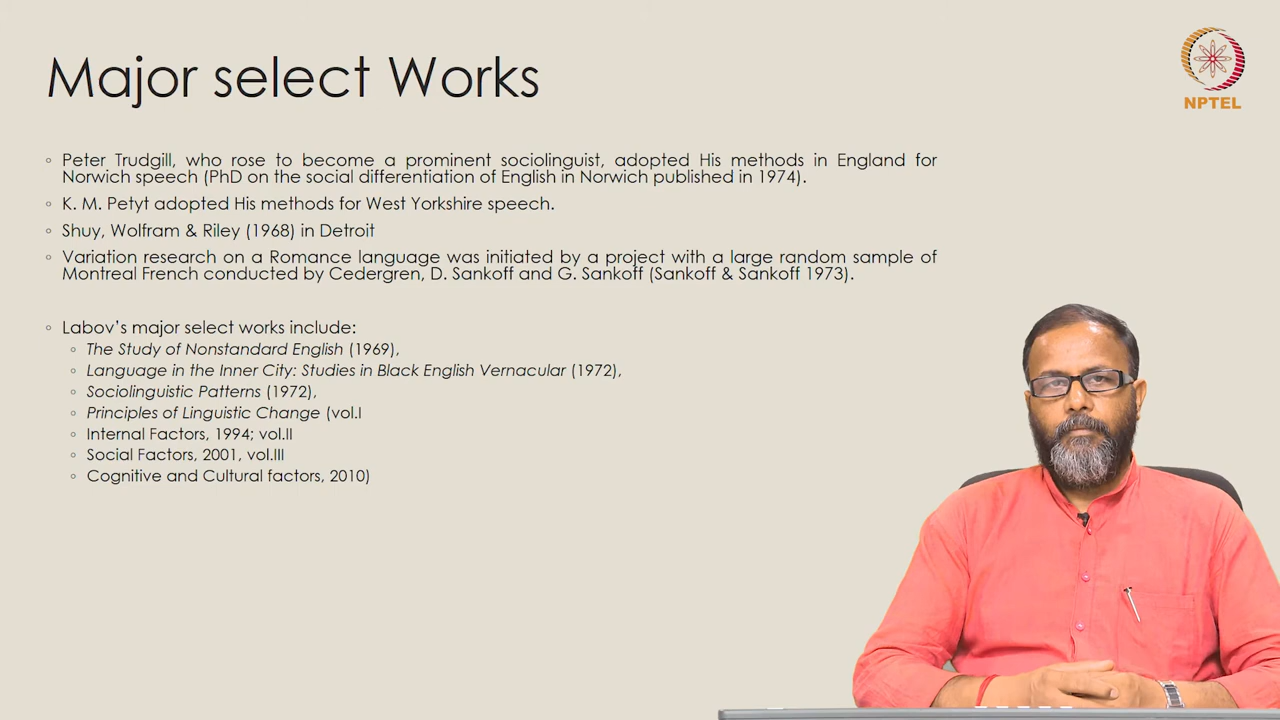 Major select Works
NPTEL
◦ Peter Trudgill, who rose to become a prominent sociolinguist, adopted His methods in England for
Norwich speech (PhD on the social differentiation of English in Norwich published in 1974).
◦ K. M. Petyt adopted His methods for West Yorkshire speech.
◦ Shuy, Wolfram & Riley (1968) in Detroit
◦ Variation research on a Romance language was initiated by a project with a large random sample of
Montreal French conducted by Cedergren, D. Sankoff and G. Sankoff (Sankoff & Sankoff 1973).
◦ Labov's major select works include:
◦ The Study of Nonstandard English (1969),
◦ Language in the Inner City: Studies in Black English Vernacular (1972),
◦ Sociolinguistic Patterns (1972),
◦ Principles of Linguistic Change (vol.I
◦ Internal Factors, 1994; vol.II
◦ Social Factors, 2001, vol.III
◦ Cognitive and Cultural factors, 2010)